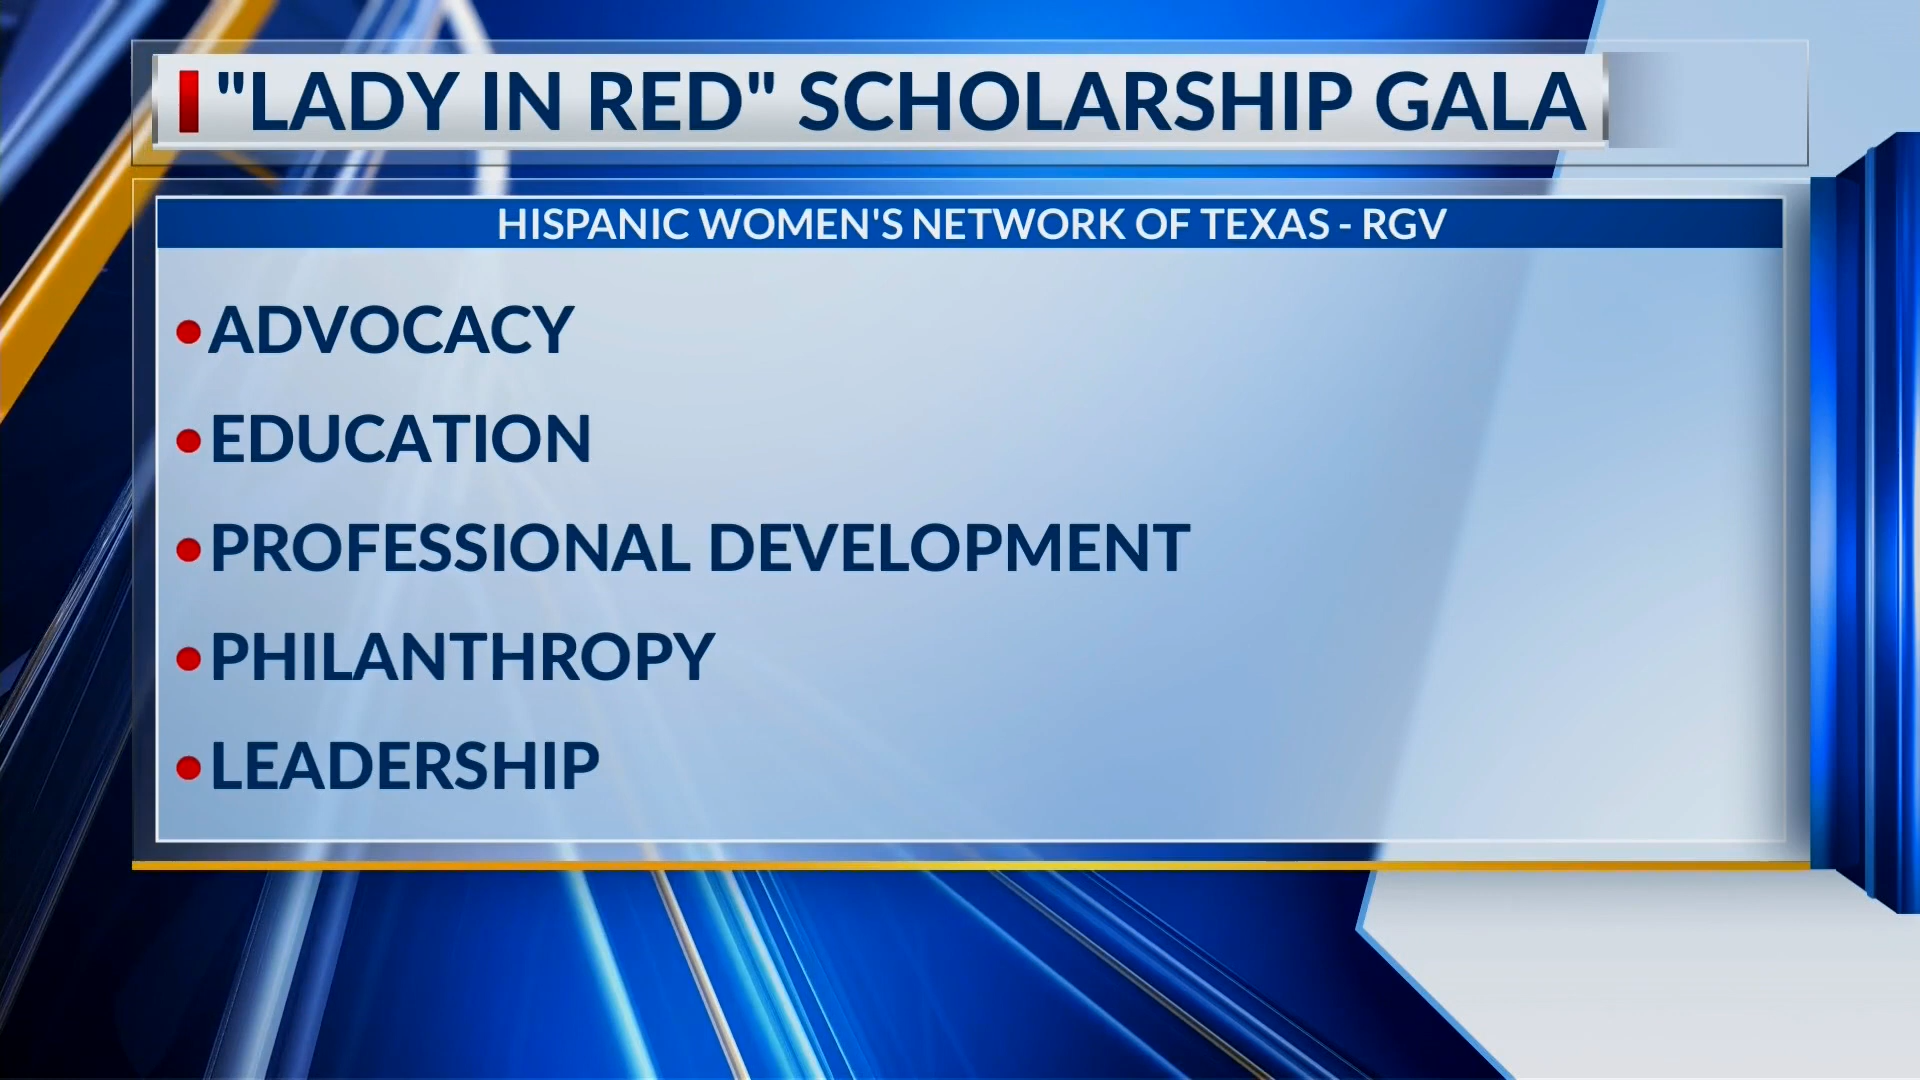 "LADY IN RED" SCHOLARSHIP GALA
HISPANIC WOMEN'S NETWORK OF TEXAS - RGV
•ADVOCACY
•EDUCATION
•PROFESSIONAL DEVELOPMENT
•PHILANTHROPY
•LEADERSHIP